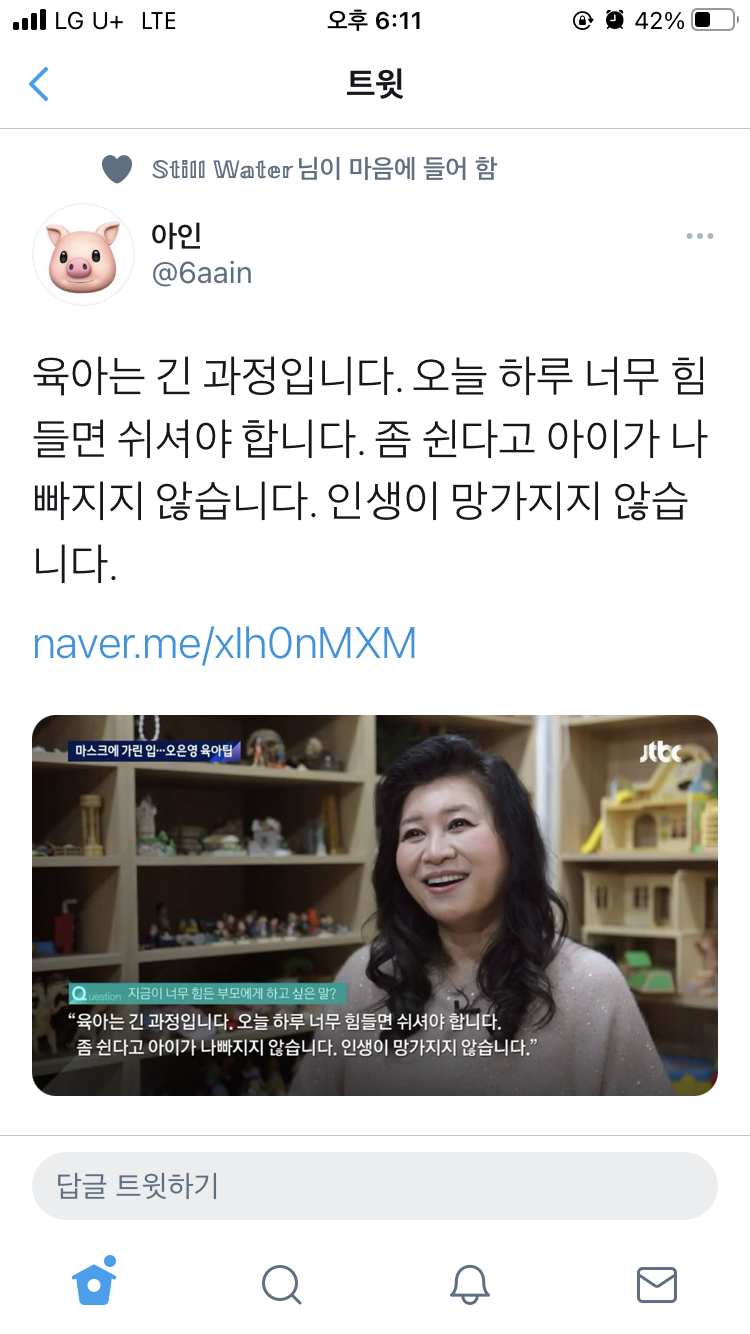 LG U+ LTE 오후 6:11 42%
트윗
Still Water님이 마음에 들어 함
아인
@6aain
육아는 긴 과정입니다. 오늘 하루 너무 힘
들면 쉬셔야 합니다. 좀 쉰다고 아이가 나
빠지지 않습니다. 인생이 망가지지 않습
니다.
naver.me/xlh0nMXM
마스크에 가린 입…오은영 육아팁
jtbc
Question 지금이 너무 힘든 부모에게 하고 싶은 말?
“육아는 긴 과정입니다. 오늘 하루 너무 힘들면 쉬셔야 합니다.
좀 쉰다고 아이가 나빠지지 않습니다. 인생이 망가지지 않습니다.”
답글 트윗하기